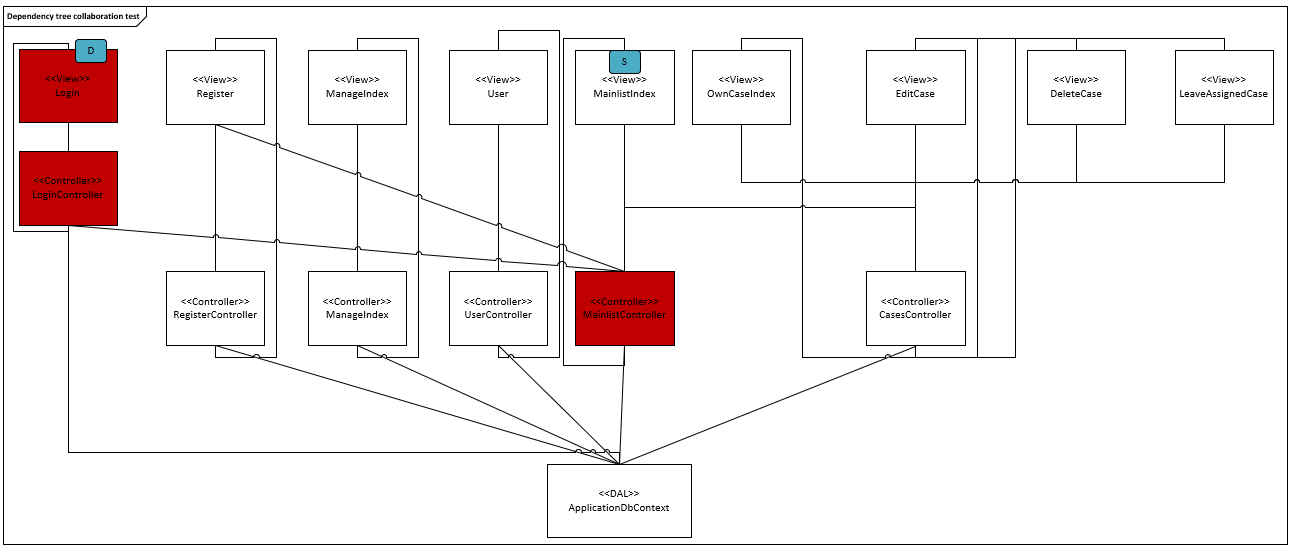 Dependency tree collaboration test
D
<<View>>
Login
<<View>>
Register
<<View>>
ManageIndex
<<View>>
User
S
<<View>>
MainlistIndex
<<View>>
OwnCaseIndex
<<View>>
EditCase
<<View>>
DeleteCase
<<View>>
LeaveAssignedCase
<<Controller>>
LoginController
<<Controller>>
RegisterController
<<Controller>>
ManageIndex
<<Controller>>
UserController
<<Controller>>
MainlistController
<<Controller>>
CasesController
<<DAL>>
ApplicationDbContext